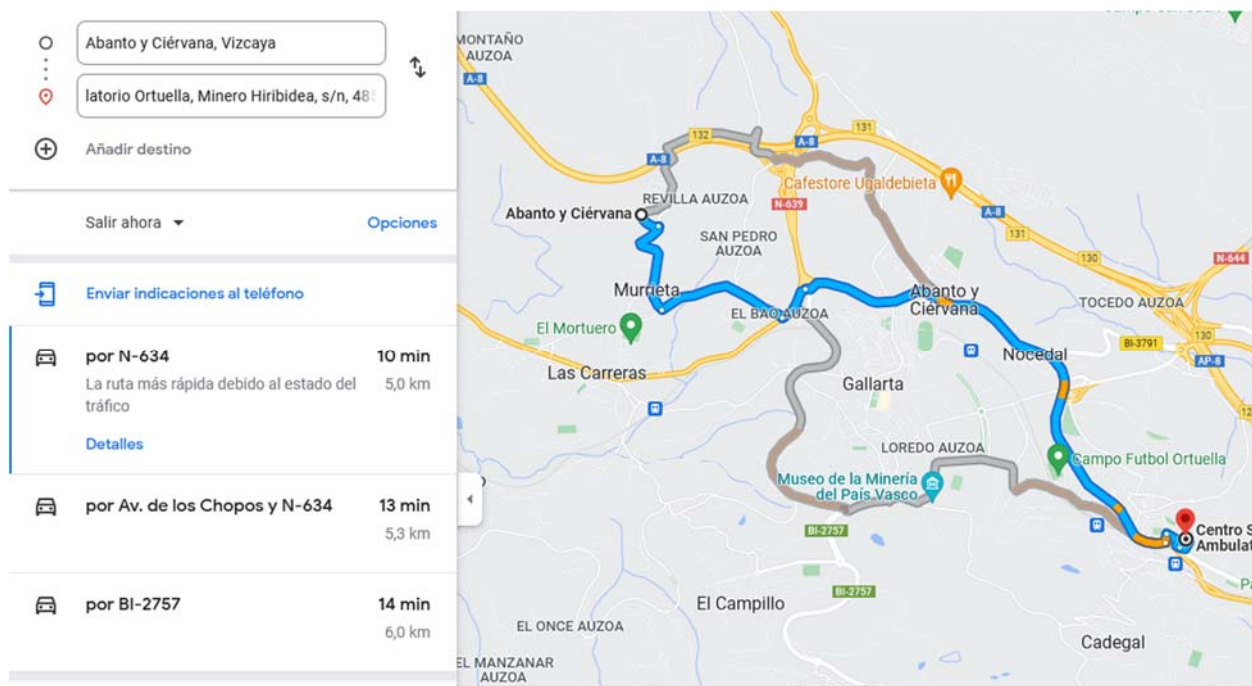 Abanto y Ciérvana, Vizcaya
latorio Ortuella, Minero Hiribidea, s/n, 48
Añadir destino
Salir ahora
Opciones
Enviar indicaciones al teléfono
por N-634
10 min
La ruta más rápida debido al estado del
5,0 km
tráfico
Detalles
por Av. de los Chopos y N-634
13 min
5,3 km
por BI-2757
14 min
6,0 km
MONTAÑO
AUZOA
A-8
132
131
A-8
Cafestore Ugaldebieta
REVILLA AUZOA
N-639
A-8
Abanto y Ciérvana
131
SAN PEDRO
AUZOA
130
N-644
Murrieta
Abanto y
Ciérvana
TOCEDO AUZOA
EL BAO AUZOA
El Mortuero
130
BI-3791
Nocedal
AP-8
Las Carreras
Gallarta
LOREDO AUZOA
Campo Futbol Ortuella
Museo de la Minería
del País Vasco
BI-2757
Centro S
Ambulat
BI-2757
El Campillo
EL ONCE AUZOA
Cadegal
EL MANZANAR
AUZOA